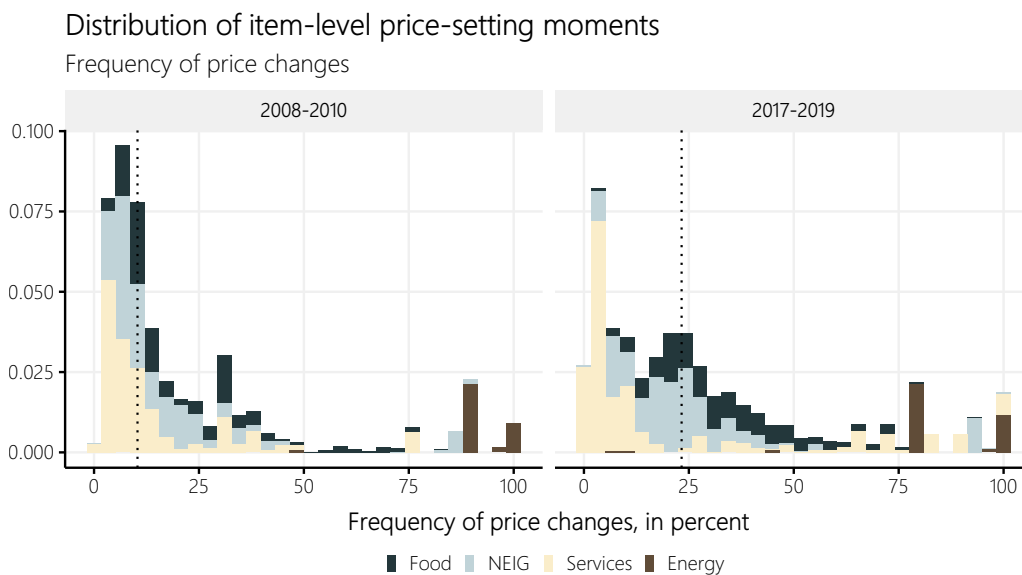 Distribution of item-level price-setting moments
Frequency of price changes
2008-2010 2017-2019
0.100
0.075
0.050
0.025
0.000
0 25 50 75 100 0 25 50 75 100
Frequency of price changes, in percent
Food NEIG Services Energy